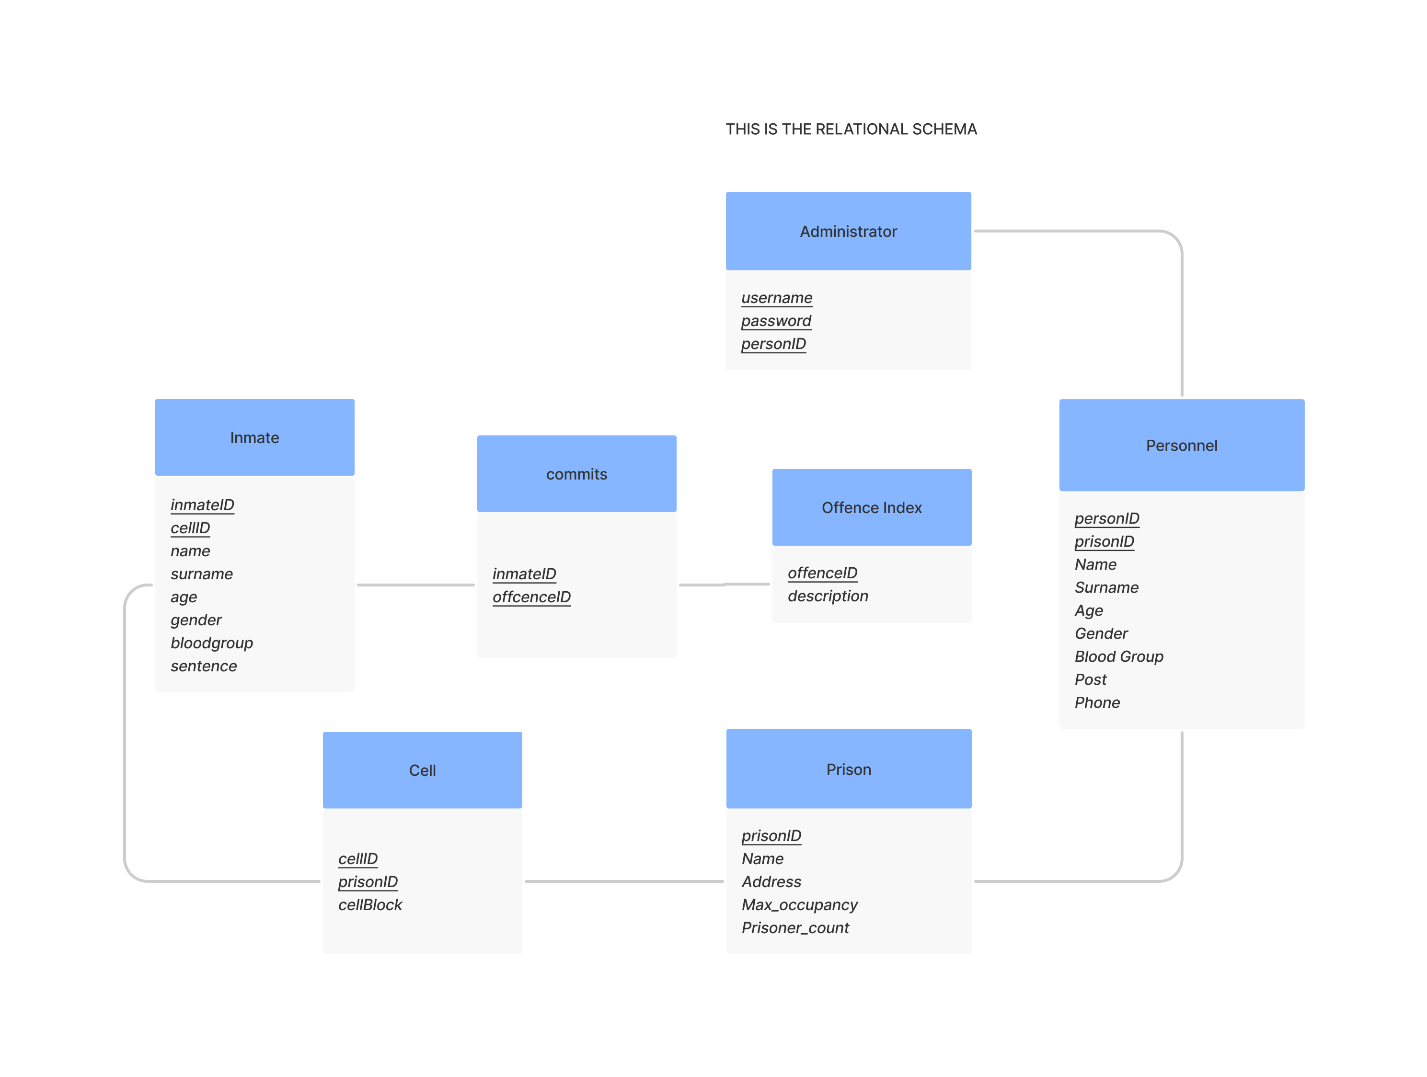 THIS IS THE RELATIONAL SCHEMA
Administrator
username
password
personID
Inmate
inmateID
cellID
name
surname
age
gender
bloodgroup
sentence
commits
inmateID
offcenceID
Offence Index
offenceID
description
Personnel
personID
prisonID
Name
Surname
Age
Gender
Blood Group
Post
Phone
Cell
cellID
prisonID
cellBlock
Prison
prisonID
Name
Address
Max_occupancy
Prisoner_count